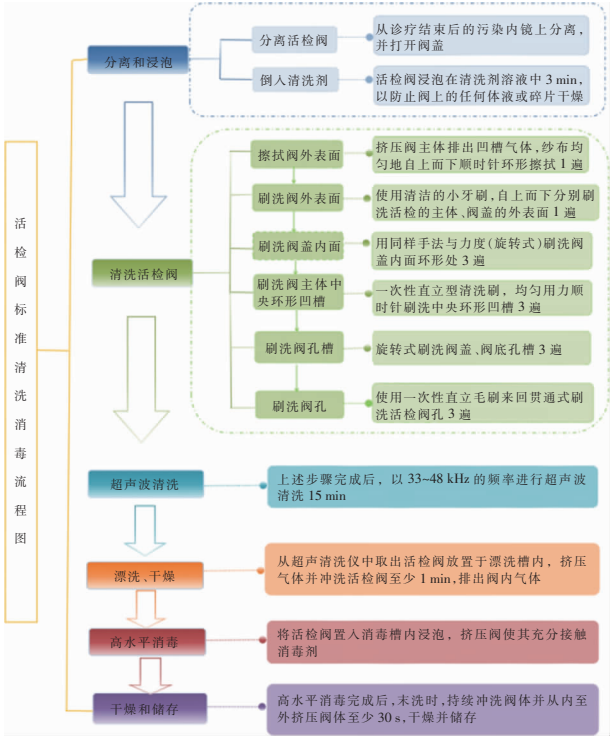 活检阀标准清洗消毒流程图
分离和浸泡
分离活检阀
从诊疗结束后的污染内镜上分离,
并打开阀盖
倒入清洗剂
活检阀浸泡在清洗剂溶液中 3 min,
以防止阀上的任何体液或碎片干燥
清洗活检阀
擦拭阀外表面
挤压阀主体排出凹槽气体,纱布均
匀地自上而下顺时针环形擦拭 1 遍
刷洗阀外表面
使用清洁的小牙刷,自上而下分别刷
洗活检的主体、阀盖的外表面 1 遍
刷洗阀盖内面
用同样手法与力度(旋转式)刷洗阀
盖内面环形处 3 遍
刷洗阀主体中
央环形凹槽
一次性直立型清洗刷，均匀用力顺
时针刷洗中央环形凹槽 3 遍
刷洗阀孔槽
旋转式刷洗阀盖、阀底孔槽 3 遍
刷洗阀孔
使用一次性直立毛刷来回贯通式刷
洗活检阀孔 3 遍
超声波清洗
上述步骤完成后，以 33~48 kHz 的频率进行超声波
清洗 15 min
漂洗、干燥
从超声清洗仪中取出活检阀放置于漂洗槽内，挤压
气体并冲洗活检阀至少 1 min,排出阀内气体
高水平消毒
将活检阀置入消毒槽内浸泡，挤压阀使其充分接触
消毒剂
干燥和储存
高水平消毒完成后，末洗时，持续冲洗阀体并从内至
外挤压阀体至少 30 s,干燥并储存